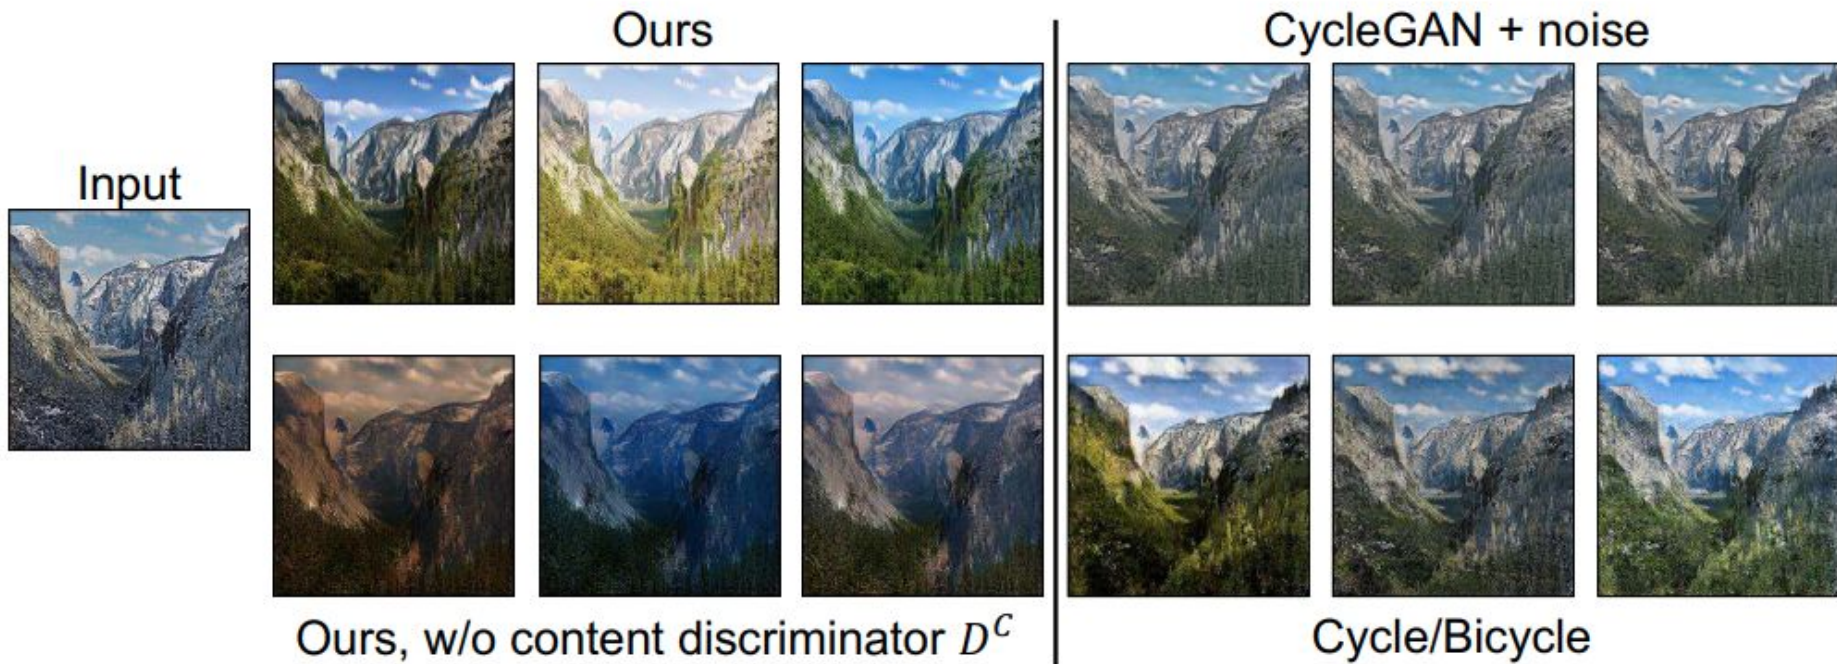 Ours
CycleGAN + noise
Input
Ours, w/o content discriminator $D^C$
Cycle/Bicycle